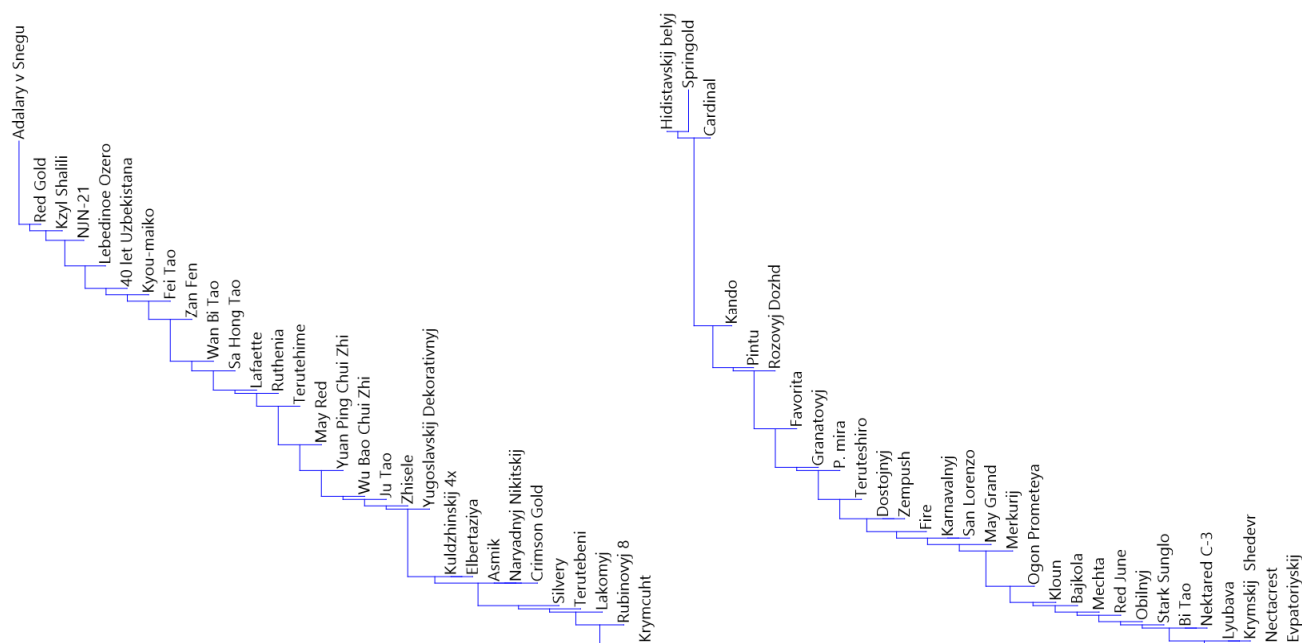 Adalary v Snegu
Red Gold
Kzyl Shalili
NJN-21
Lebedinoe Ozero
40 let Uzbekistana
Kyou-maiko
Fei Tao
Zan Fen
Wan Bi Tao
Sa Hong Tao
Lafaette
Ruthenia
Terutehime
May Red
Yuan Ping Chui Zhi
Wu Bao Chui Zhi
Ju Tao
Zhisele
Yugoslavskij Dekorativnyj
Kuldzhinskij 4x
Elbertaziya
Asmik
Naryadnyj Nikitskij
Crimson Gold
Silvery
Terutebeni
Lakomyj
Rubinovyj 8
Krymcuht
Hidistavskij belyj
Springold
Cardinal
Kando
Pintu
Rozovyj Dozhd
Favorita
Granatovyj
P. mira
Teruteshiro
Dostojnyj
Zempush
Fire
Karnavalnyj
San Lorenzo
May Grand
Merkurij
Ogon Prometeya
Kloun
Bajkola
Mechta
Red June
Obilnyj
Stark Sunglo
Bi Tao
Nektared C-3
Lyubava
Krymskij Shedevr
Nectacrest
Evpatoriyskij